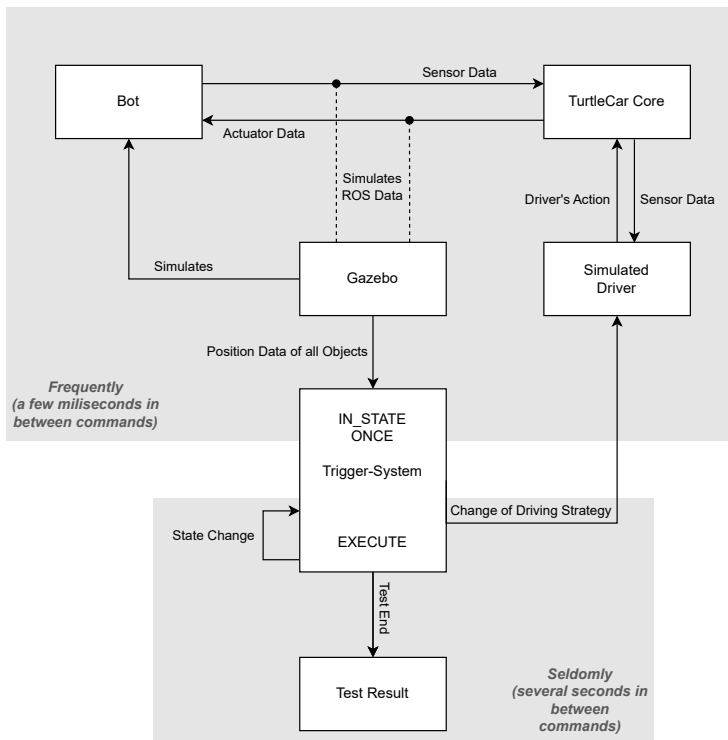 Sensor Data
Bot
TurtleCar Core
Actuator Data
Simulates
ROS Data
Driver's Action
Sensor Data
Simulates
Gazebo
Simulated
Driver
Position Data of all Objects
Frequently
(a few miliseconds in
between commands)
IN_STATE
ONCE
Trigger-System
Change of Driving Strategy
State Change
EXECUTE
Test End
Test Result
Seldomly
(several seconds in
between
commands)